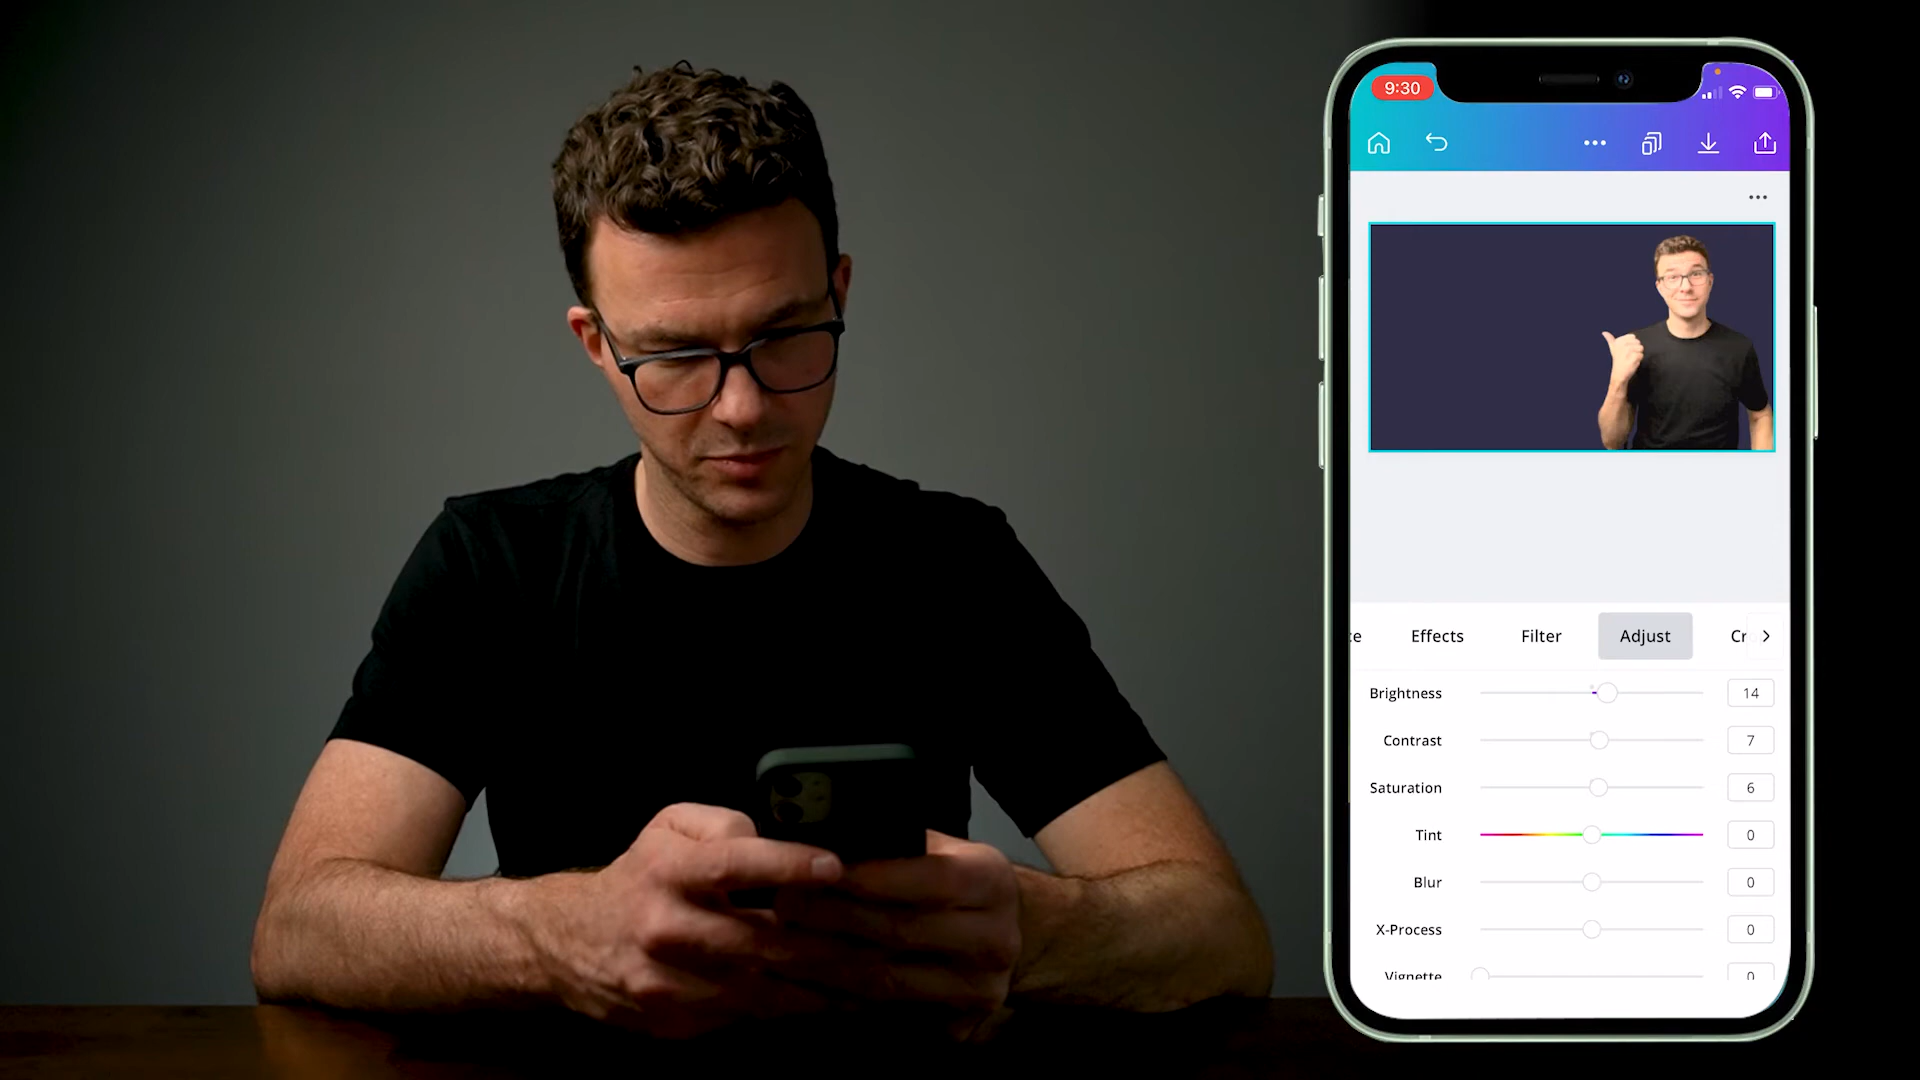 9:30
ce Effects Filter Adjust Cr
Brightness 14
Contrast 7
Saturation 6
Tint 0
Blur 0
X-Process 0
Vignette 0